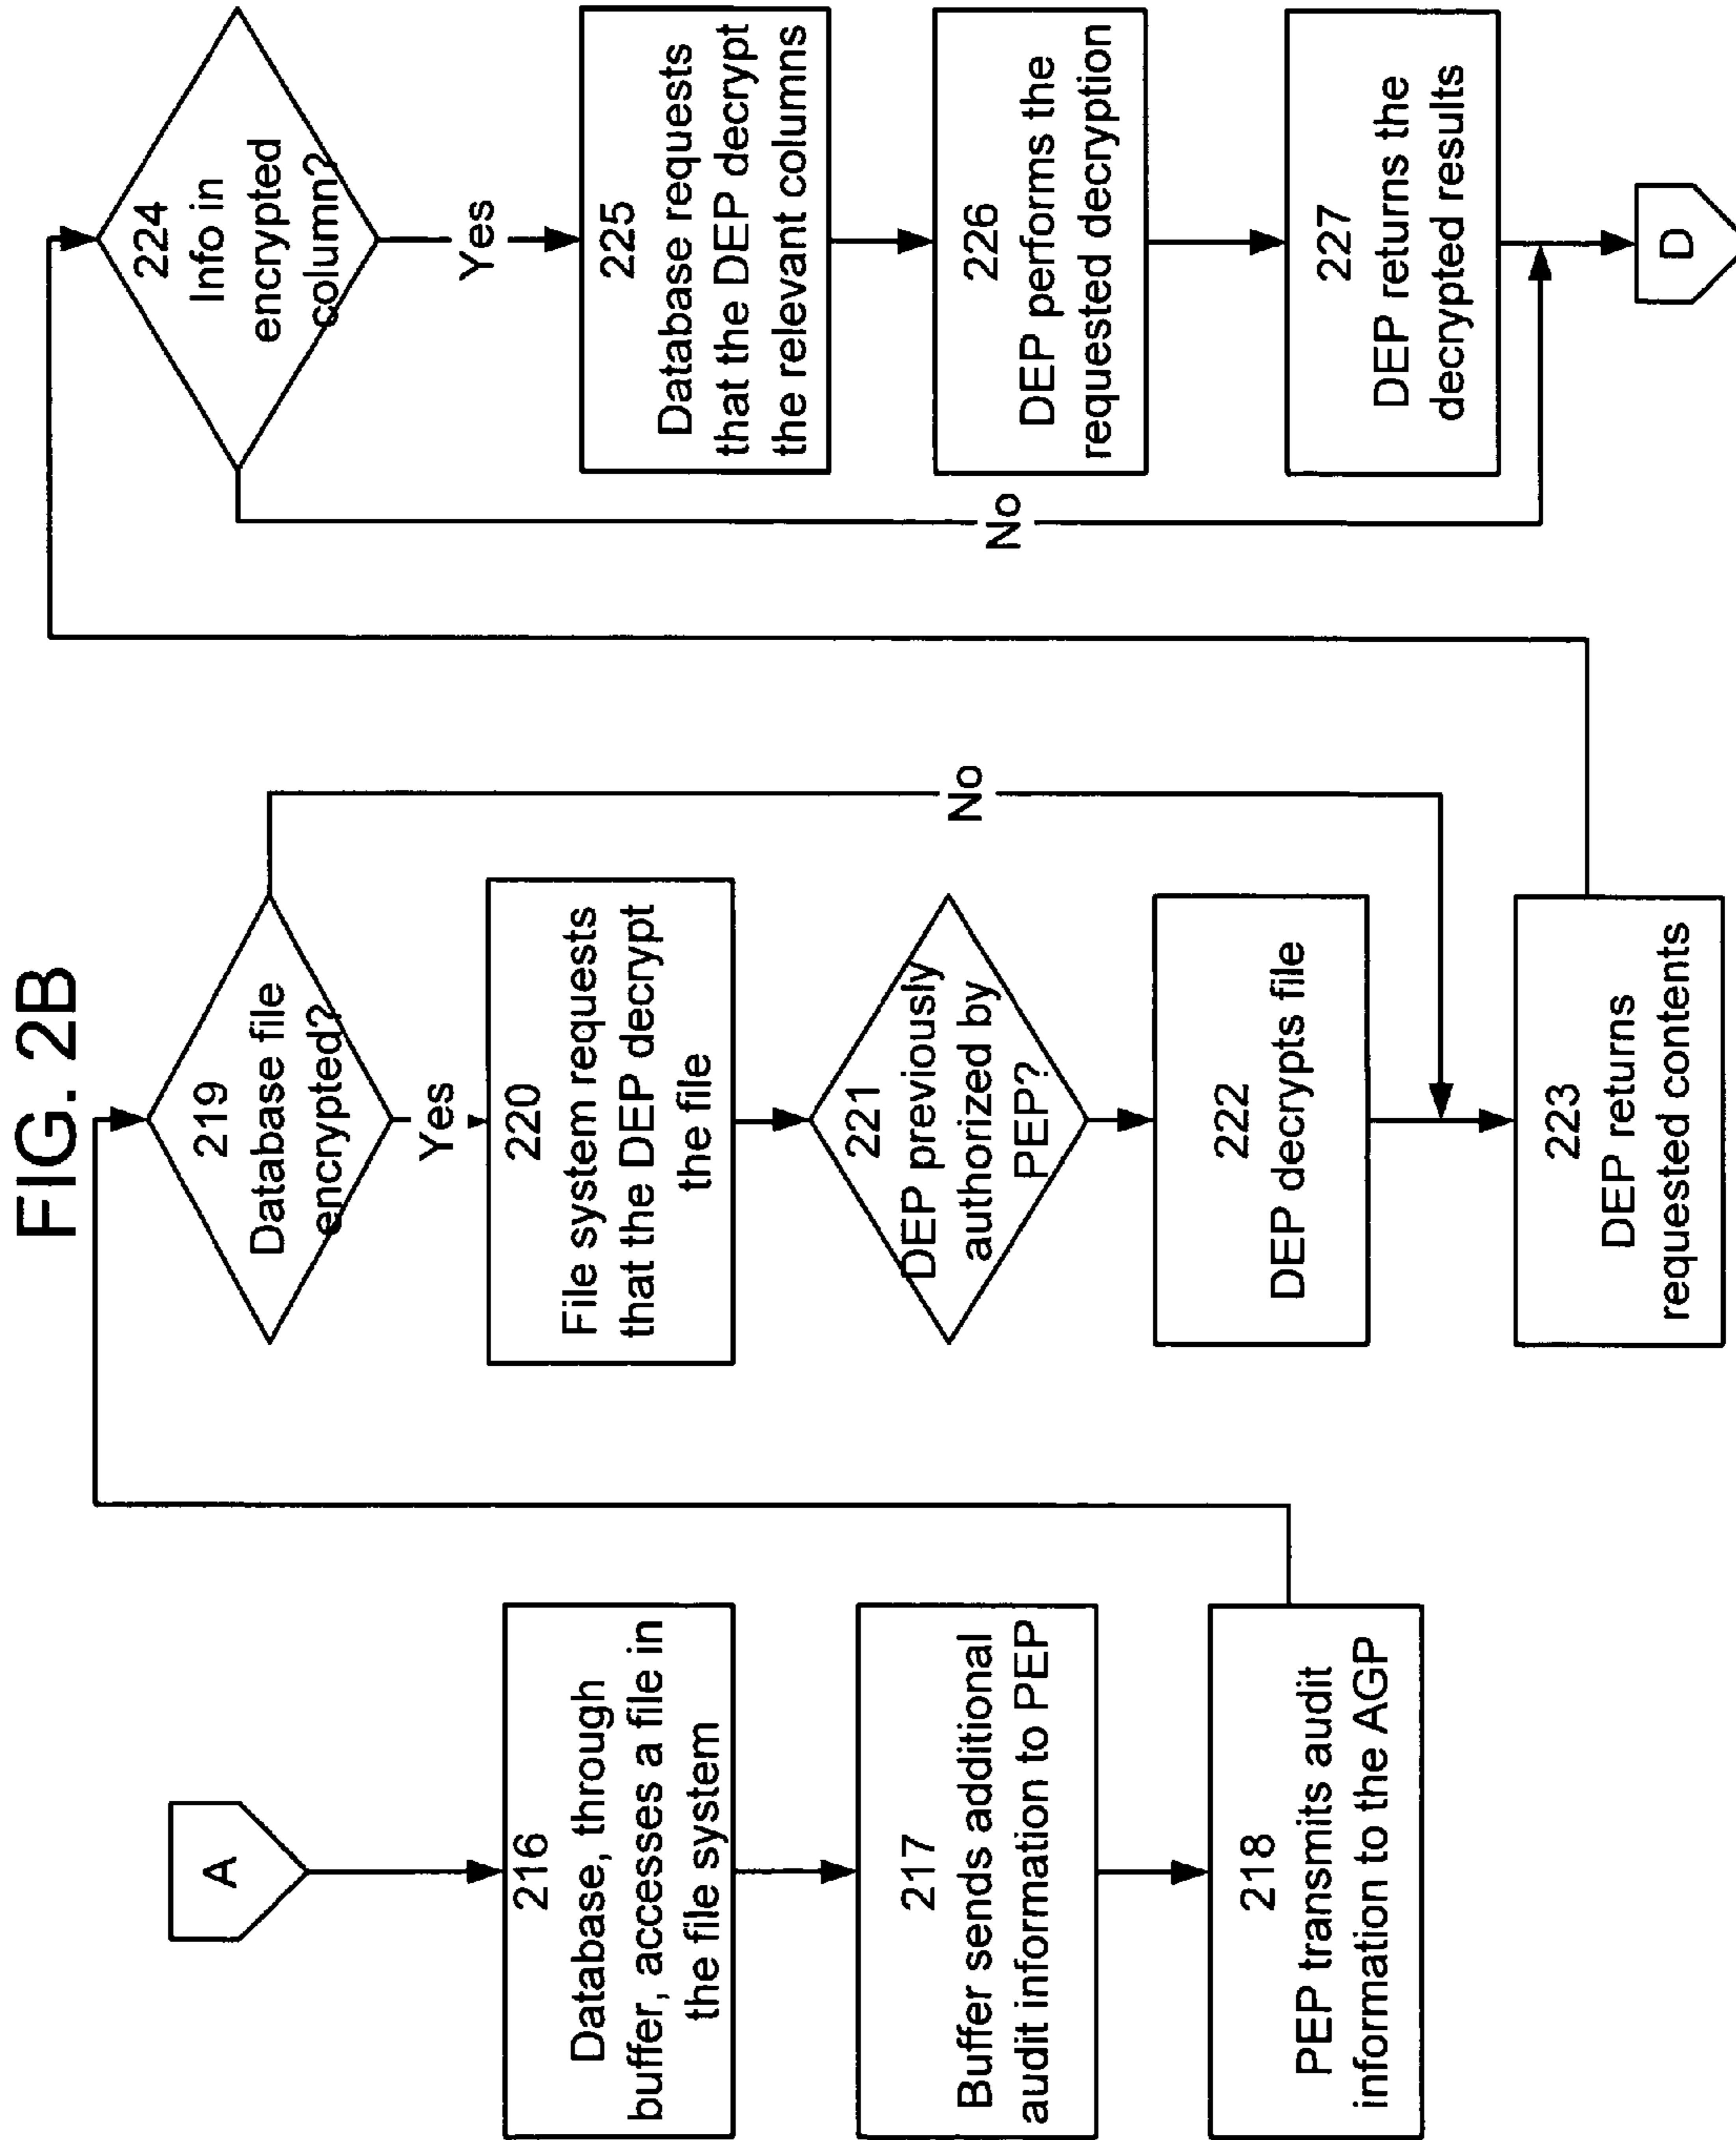 FIG. 2B
A
216
Database, through
buffer, accesses a file in
the file system
217
Buffer sends additional
audit information to PEP
218
PEP transmits audit
information to the AGP
219
Database file
encrypted?
Yes
No
220
File system requests
that the DEP decrypt
the file
221
DEP previously
authorized by
PEP?
222
DEP decrypts file
223
DEP returns
requested contents
224
Info in
encrypted
column?
Yes
No
225
Database requests
that the DEP decrypt
the relevant columns
226
DEP performs the
requested decryption
227
DEP returns the
decrypted results
D